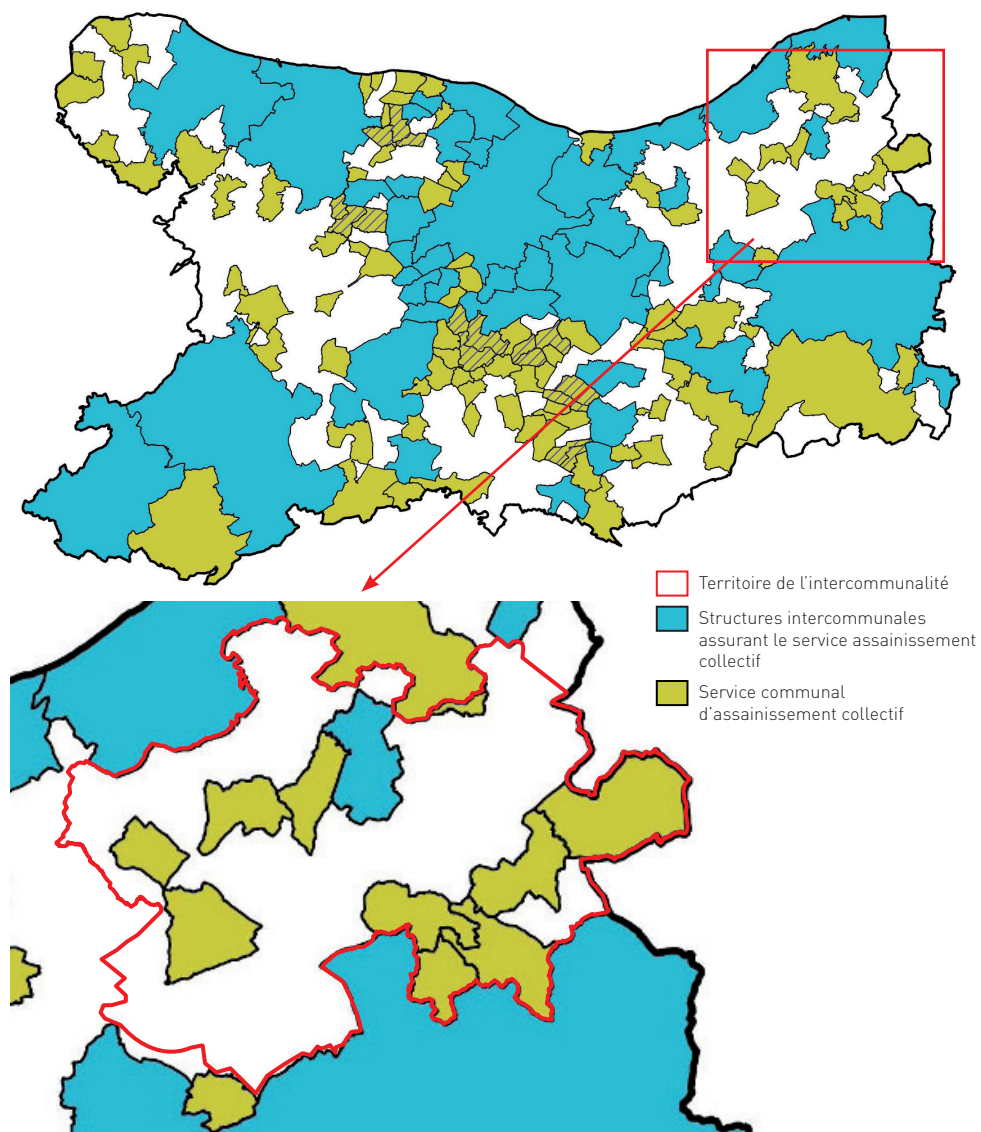 Territoire de l'intercommunalité
Structures intercommunales
assurant le service assainissement
collectif
Service communal
d'assainissement collectif